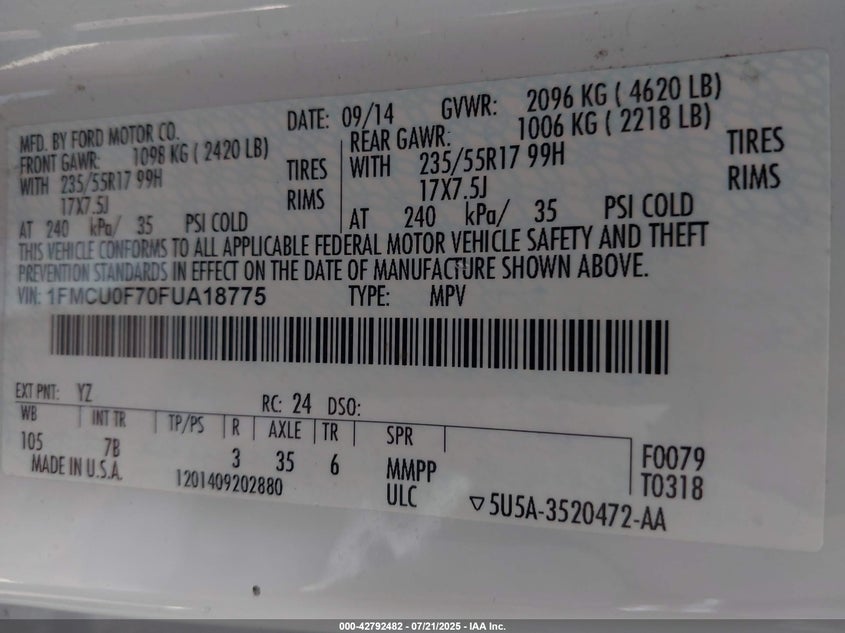 MFD. BY FORD MOTOR CO. DATE: 09/14 GVWR: 2096 KG ( 4620 LB)
FRONT GAWR: 1098 KG ( 2420 LB)
WITH 235/55R17 99H TIRES
17X7.5J RIMS
AT 240 kPa/ 35 PSI COLD
REAR GAWR: 1006 KG ( 2218 LB)
WITH 235/55R17 99H TIRES
17X7.5J RIMS
AT 240 kPa/ 35 PSI COLD
THIS VEHICLE CONFORMS TO ALL APPLICABLE FEDERAL MOTOR VEHICLE SAFETY AND THEFT
PREVENTION STANDARDS IN EFFECT ON THE DATE OF MANUFACTURE SHOWN ABOVE.
VIN: 1FMCU0F70FUA18775 TYPE: MPV
EXT PNT: YZ RC: 24 DSO:
WB INT TR TP/PS R AXLE TR SPR
105 7B 3 35 6 MMPP
ULC
F0079
T0318
MADE IN U.S.A. 1201409202880
▽5U5A-3520472-AA
000-42792482 - 07/21/2025 - IAA Inc.